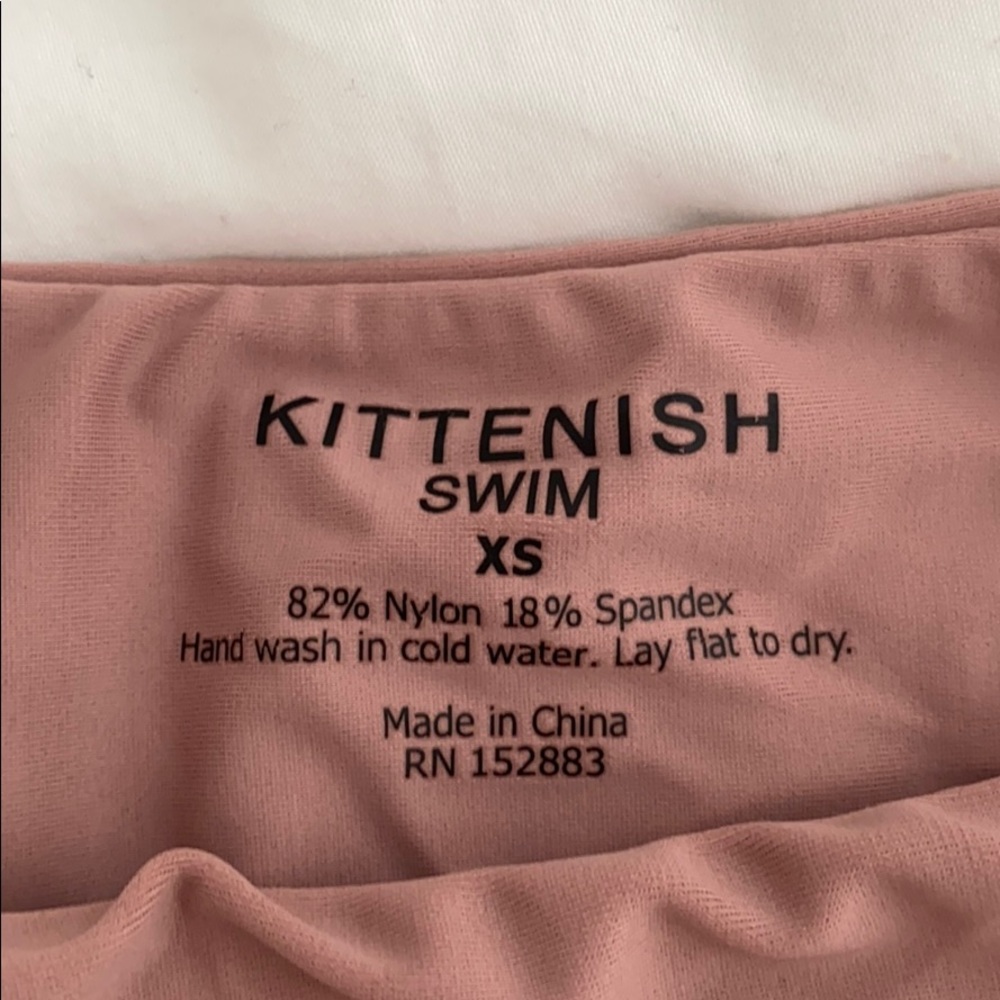 KITTENISH
SWIM
XS
82% Nylon 18% Spandex
Hand wash in cold water. Lay flat to dry.
Made in China
RN 152883